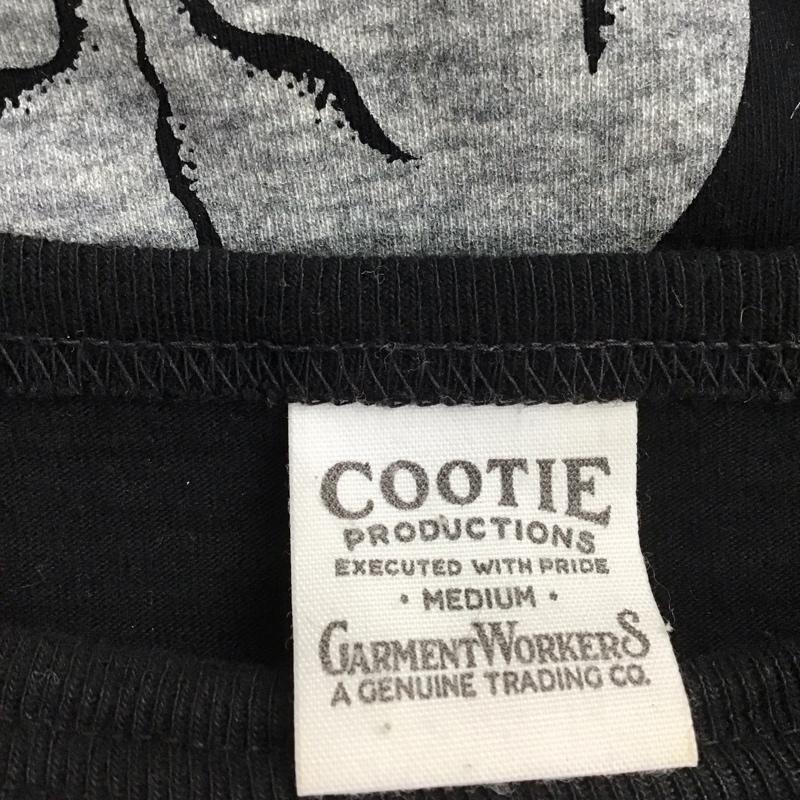 COOTIE
PRODUCTIONS
EXECUTED WITH PRIDE
• MEDIUM •
GARMENTWORKERS
A GENUINE TRADING CO.